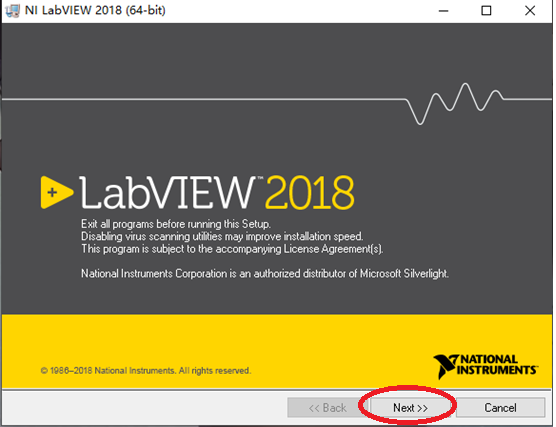 NI LabVIEW 2018 (64-bit)
LabVIEW™ 2018
Exit all programs before running this Setup.
Disabling virus scanning utilities may improve installation speed.
This program is subject to the accompanying License Agreement(s).
National Instruments Corporation is an authorized distributor of Microsoft Silverlight.
© 1986–2018 National Instruments. All rights reserved.
NATIONAL
INSTRUMENTS™
<< Back
Next >>
Cancel